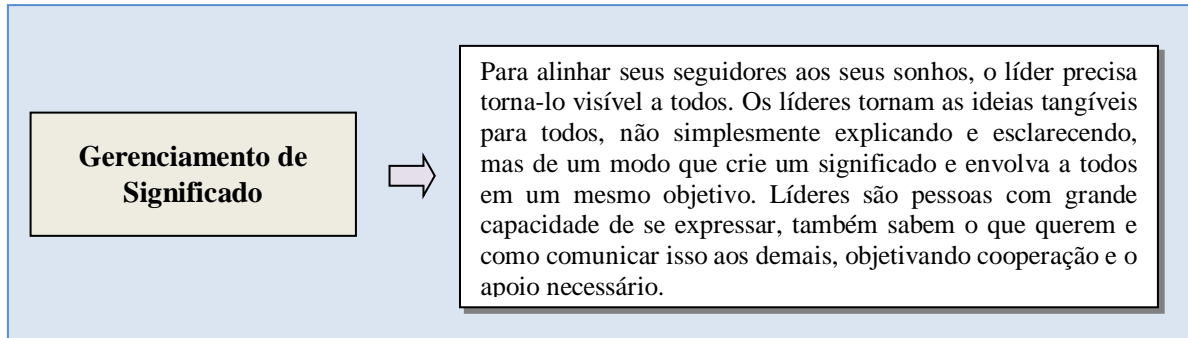 Gerenciamento de
Significado
Para alinhar seus seguidores aos seus sonhos, o líder precisa
torna-lo visível a todos. Os líderes tornam as ideias tangíveis
para todos, não simplesmente explicando e esclarecendo,
mas de um modo que crie um significado e envolva a todos
em um mesmo objetivo. Líderes são pessoas com grande
capacidade de se expressar, também sabem o que querem e
como comunicar isso aos demais, objetivando cooperação e o
apoio necessário.